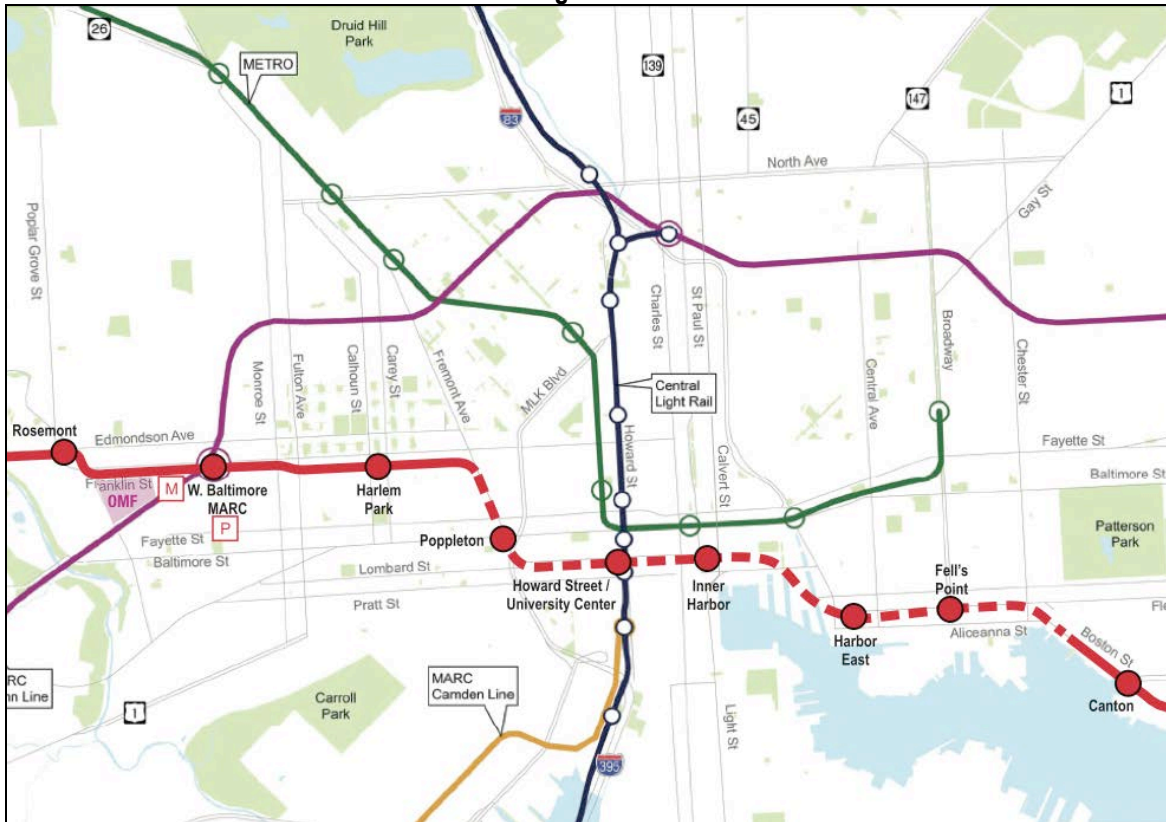 Druid Hill
Park
26
METRO
139
147
1
83
45
North Ave
Gay St
Poplar Grove St
Charles St
St Paul St
Broadway
Chester St
Central Ave
Monroe St
Fulton Ave
Calhoun St
Carey St
Fremont Ave
MLK Blvd
Central
Light Rail
Howard St
Calvert St
Rosemont
Edmondson Ave
Fayette St
Baltimore St
Franklin St
OMF
M
W. Baltimore
MARC
P
Harlem
Park
Fayette St
Baltimore St
Poppleton
Lombard St
Pratt St
Howard Street /
University Center
Inner
Harbor
Patterson
Park
Fell's
Point
Harbor
East
Aliceanna St
Boston St
Canton
RC
nn Line
1
Carroll
Park
MARC
Camden Line
Light St
395